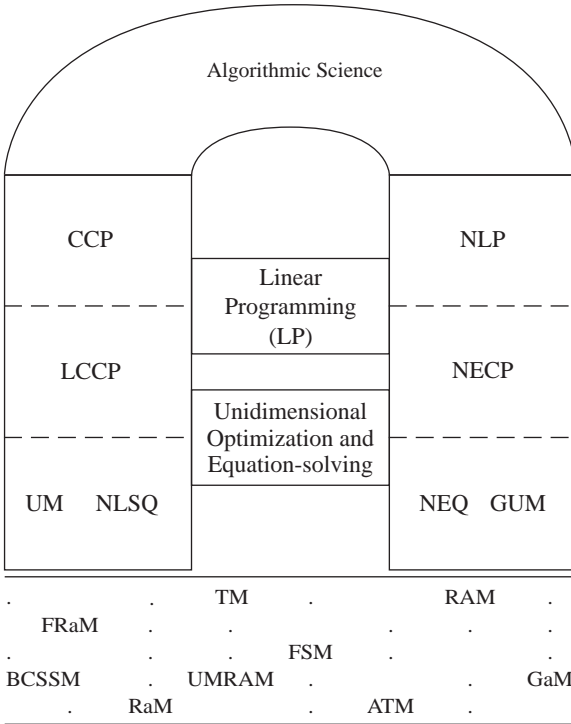 Algorithmic Science
CCP
NLP
Linear
Programming
(LP)
LCCP
NECP
Unidimensional
Optimization and
Equation-solving
UM NLSQ
NEQ GUM
. . TM . RAM .
FRaM . . . . .
. . . FSM . .
BCSSM . UMRAM . . GaM
. RaM . ATM .